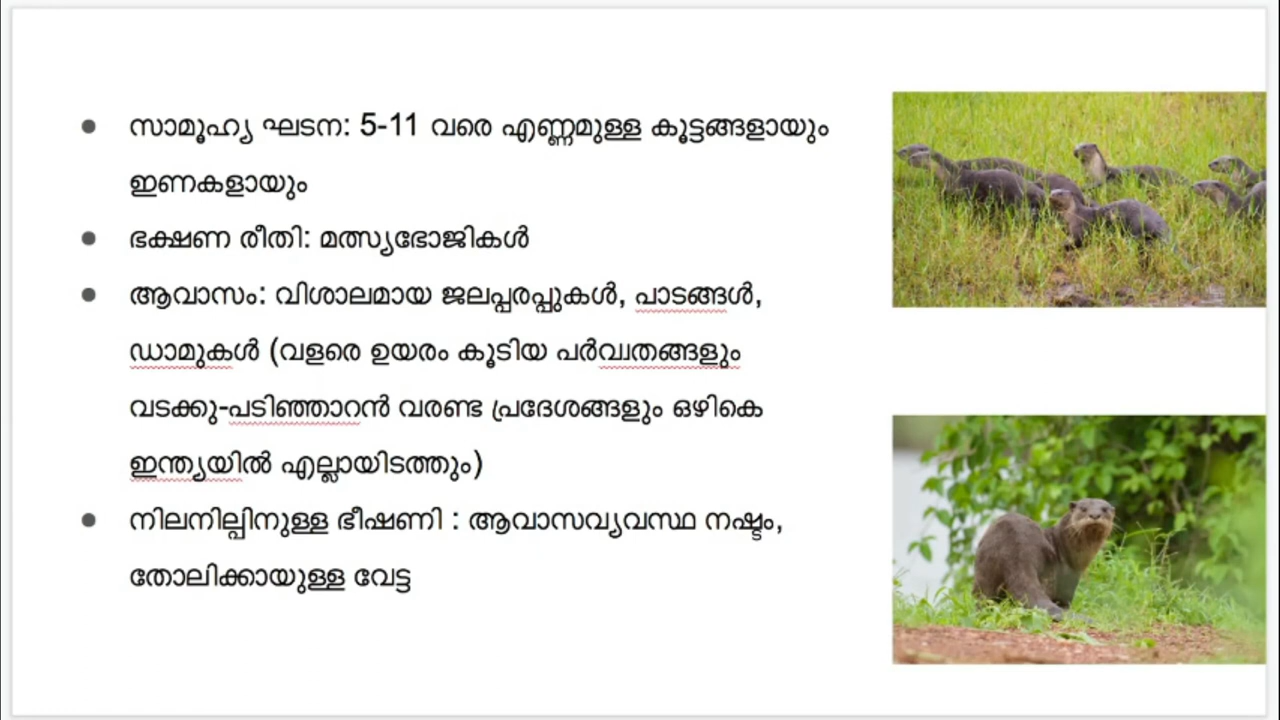 സാമൂഹ്യ ഘടന: 5-11 വരെ എണ്ണമുള്ള കൂട്ടങ്ങളായും
ഇണകളായും
ഭക്ഷണ രീതി: മത്സ്യഭോജികൾ
ആവാസം: വിശാലമായ ജലപ്പരപ്പുകൾ, പാടങ്ങൾ,
ഡാമുകൾ (വളരെ ഉയരം കൂടിയ പർവ്വതങ്ങളും
വടക്കു-പടിഞ്ഞാറൻ വരണ്ട പ്രദേശങ്ങളും ഒഴികെ
ഇന്ത്യയിൽ എല്ലായിടത്തും)
നിലനില്പിനുള്ള ഭീഷണി : ആവാസവ്യവസ്ഥ നഷ്ടം,
തോലിക്കായുള്ള വേട്ട